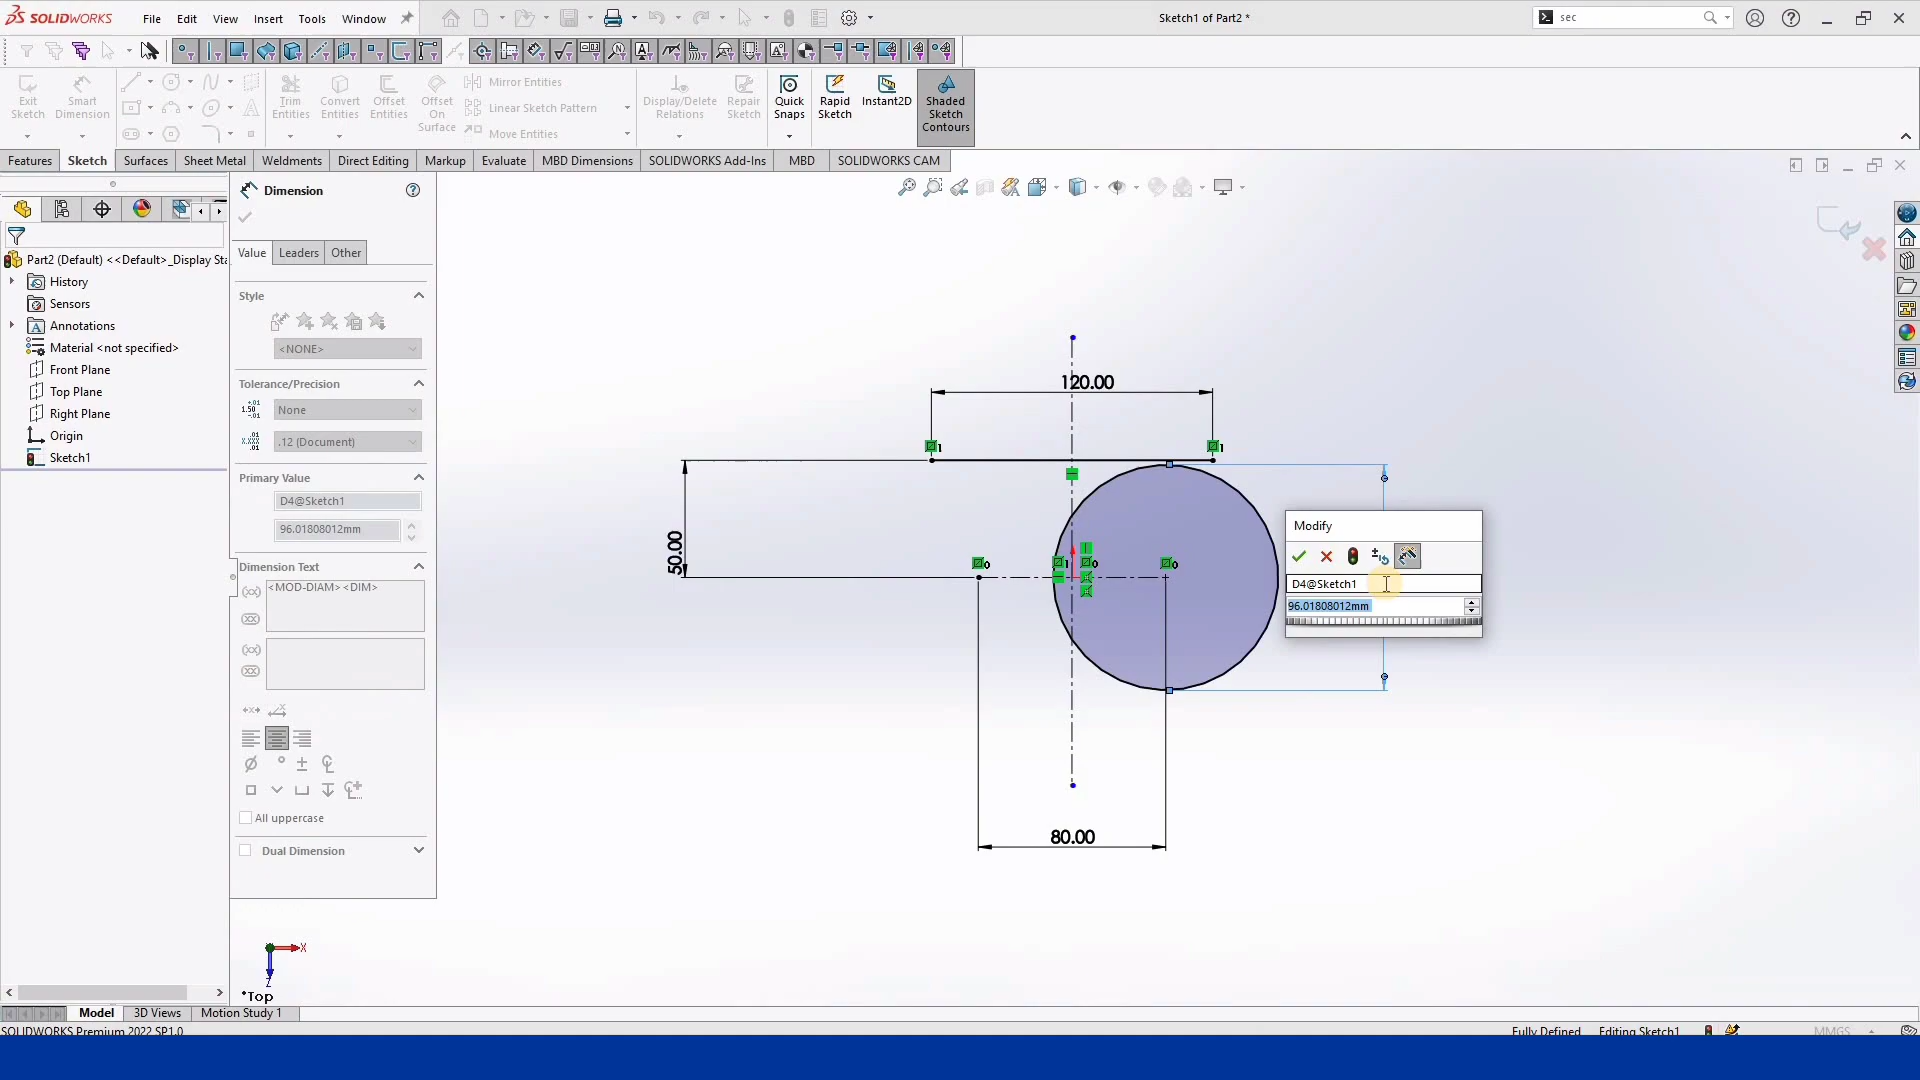 SOLIDWORKS
File Edit View Insert Tools Window
Sketch1 of Part2 *
sec
Exit Sketch
Smart Dimension
Trim Entities
Convert Entities
Offset Entities
Offset On Surface
Mirror Entities
Linear Sketch Pattern
Move Entities
Display/Delete Relations
Repair Sketch
Quick Snaps
Rapid Sketch
Instant2D
Shaded Sketch Contours
Features Sketch Surfaces Sheet Metal Weldments Direct Editing Markup Evaluate MBD Dimensions SOLIDWORKS Add-Ins MBD SOLIDWORKS CAM
Part2 (Default) <<Default>_Display Sta
History
Sensors
Annotations
Material <not specified>
Front Plane
Top Plane
Right Plane
Origin
Sketch1
Dimension
Value Leaders Other
Style
<NONE>
Tolerance/Precision
None
.12 (Document)
Primary Value
D4@Sketch1
96.01808012mm
Dimension Text
<MOD-DIAM><DIM>
All uppercase
Dual Dimension
120.00
50.00
80.00
Modify
D4@Sketch1
96.01808012mm
X
Z
*Top
Model 3D Views Motion Study 1
SOLIDWORKS Premium 2022 SP1.0
Fully Defined Editing Sketch1 MMGS